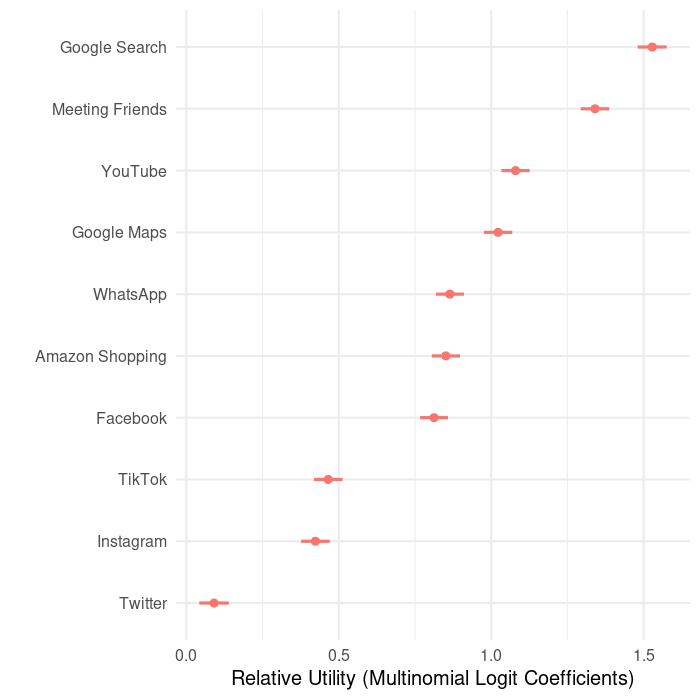 Google Search
Meeting Friends
YouTube
Google Maps
WhatsApp
Amazon Shopping
Facebook
TikTok
Instagram
Twitter
0.0 0.5 1.0 1.5
Relative Utility (Multinomial Logit Coefficients)